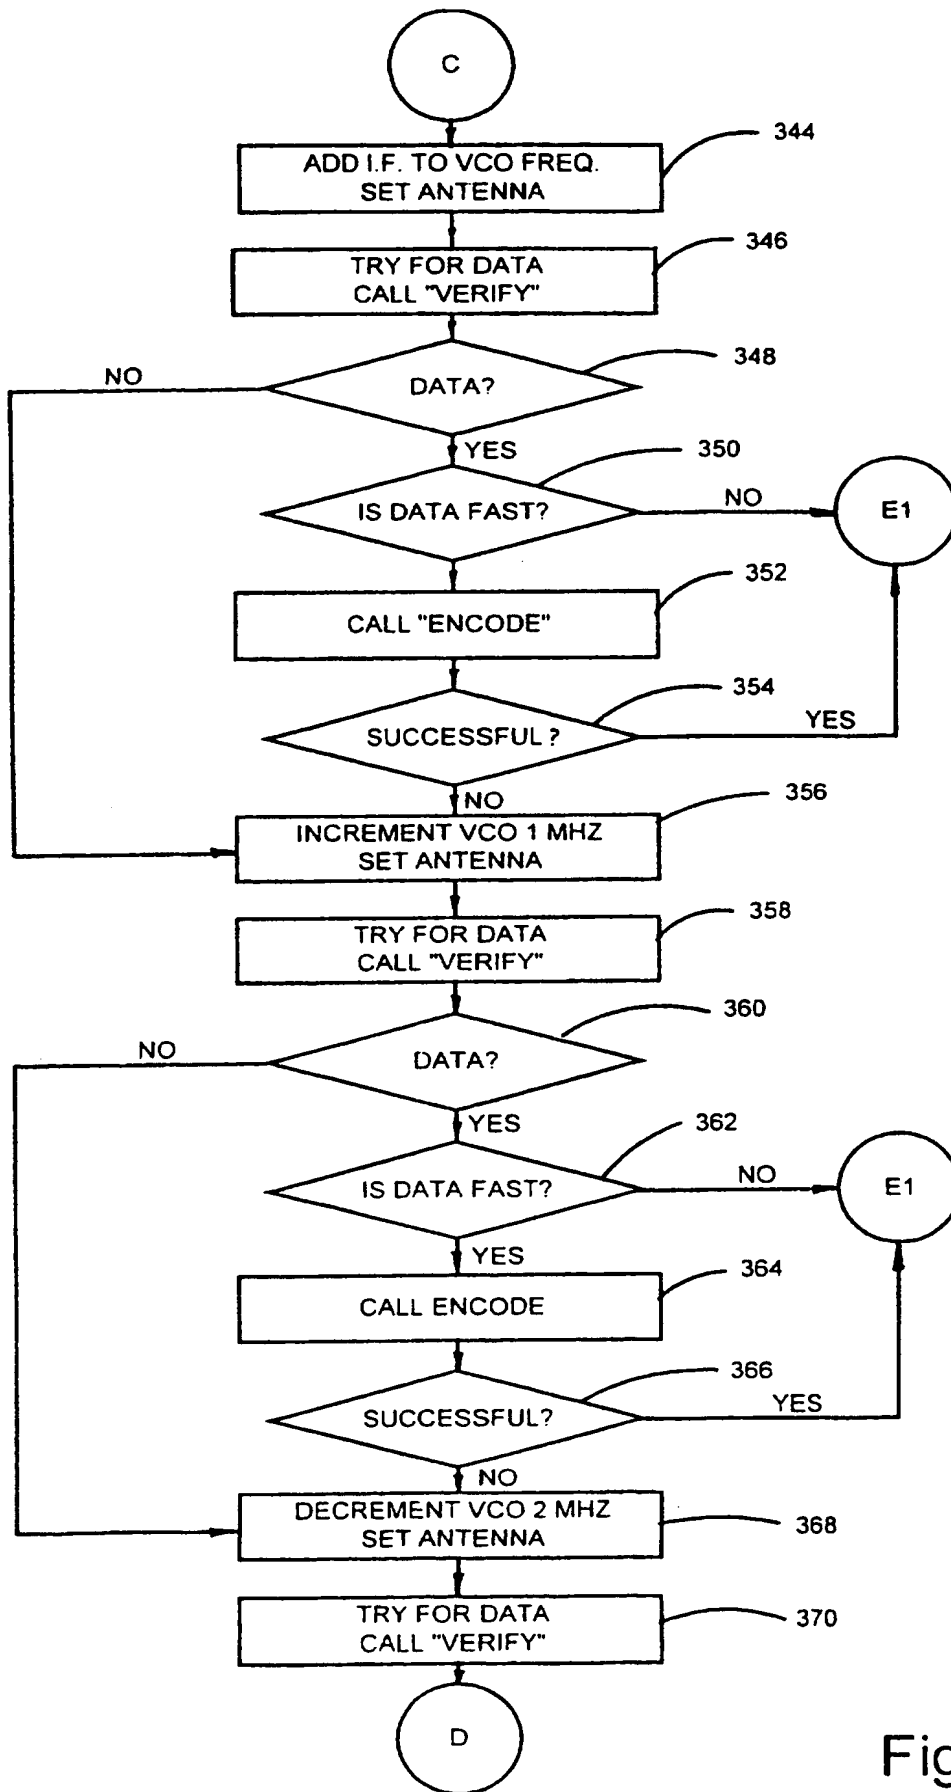 C
ADD I.F. TO VCO FREQ.
SET ANTENNA
344
TRY FOR DATA
CALL "VERIFY"
346
DATA?
348
NO
YES
IS DATA FAST?
350
NO
E1
CALL "ENCODE"
352
SUCCESSFUL?
354
YES
NO
INCREMENT VCO 1 MHZ
SET ANTENNA
356
TRY FOR DATA
CALL "VERIFY"
358
DATA?
360
NO
YES
IS DATA FAST?
362
NO
E1
YES
CALL ENCODE
364
SUCCESSFUL?
366
YES
NO
DECREMENT VCO 2 MHZ
SET ANTENNA
368
TRY FOR DATA
CALL "VERIFY"
370
D
Fig